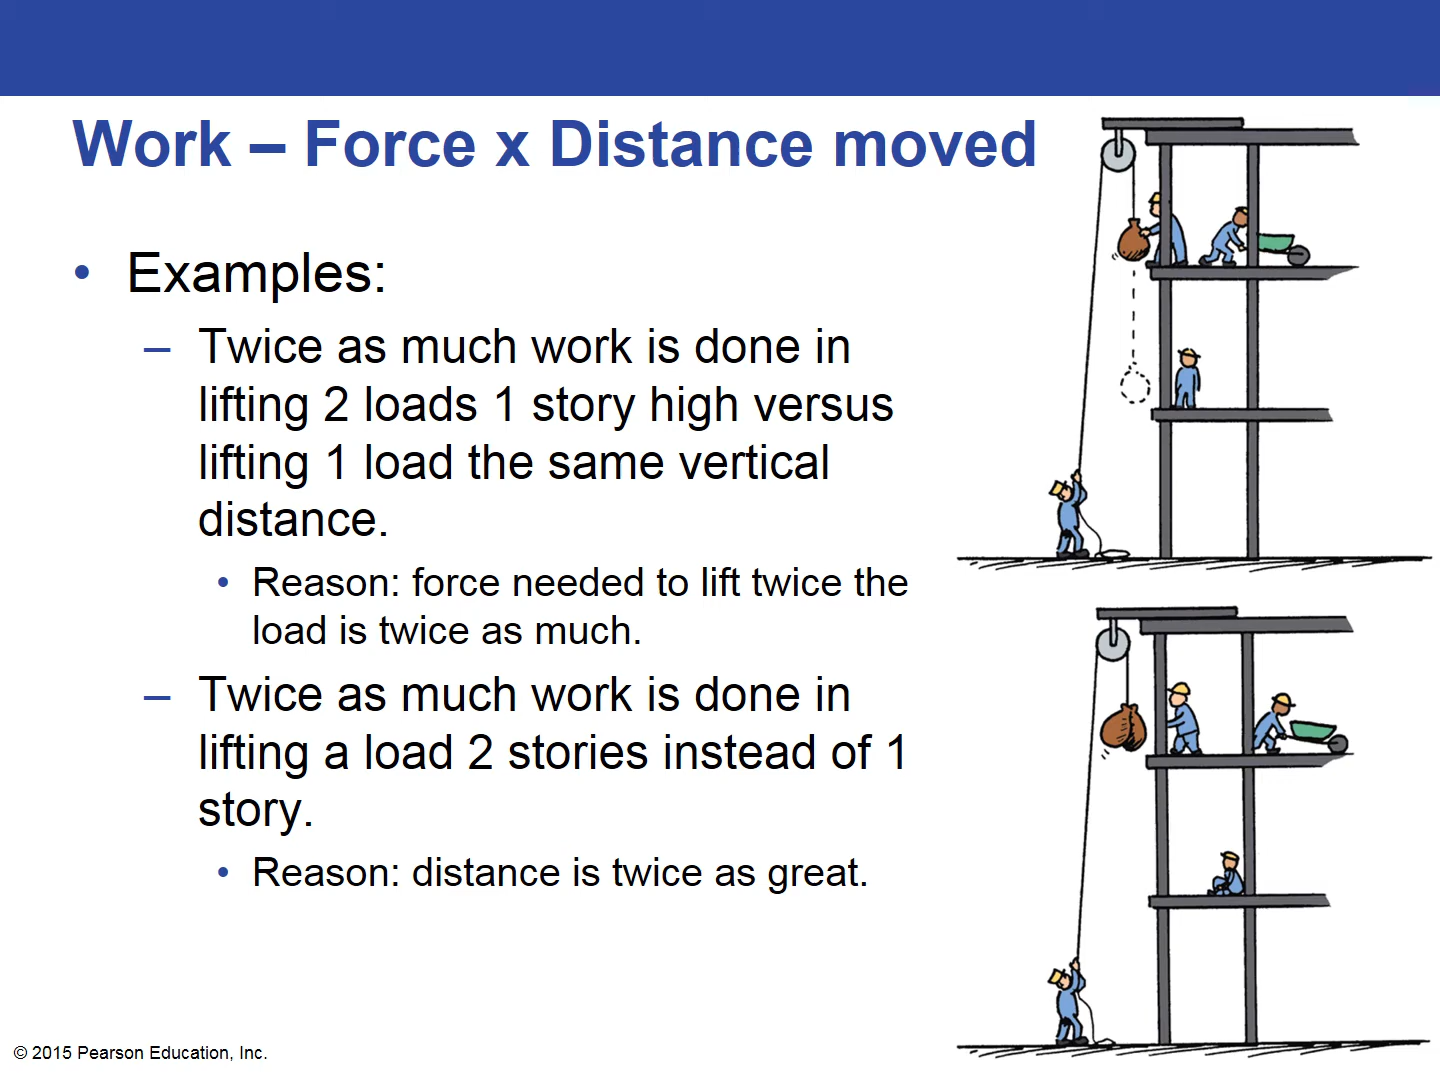 Work – Force x Distance moved
• Examples:
– Twice as much work is done in
lifting 2 loads 1 story high versus
lifting 1 load the same vertical
distance.
• Reason: force needed to lift twice the
load is twice as much.
– Twice as much work is done in
lifting a load 2 stories instead of 1
story.
• Reason: distance is twice as great.
© 2015 Pearson Education, Inc.